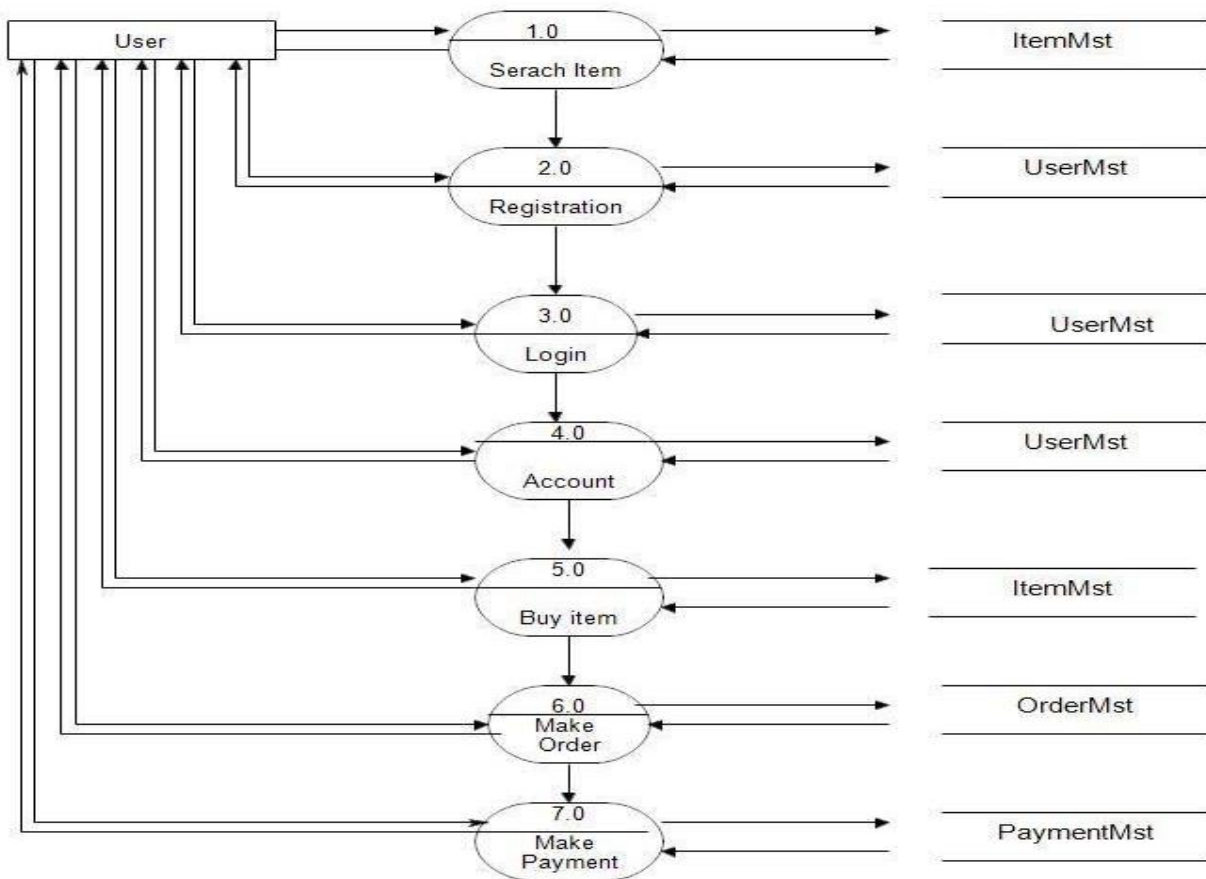 User
1.0
Serach Item
ItemMst
2.0
Registration
UserMst
3.0
Login
UserMst
4.0
Account
UserMst
5.0
Buy item
ItemMst
6.0
Make
Order
OrderMst
7.0
Make
Payment
PaymentMst